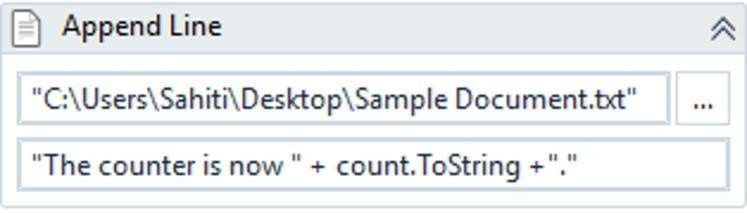 Append Line
"C:\Users\Sahiti\Desktop\Sample Document.txt"
...
"The counter is now " + count.ToString +"."